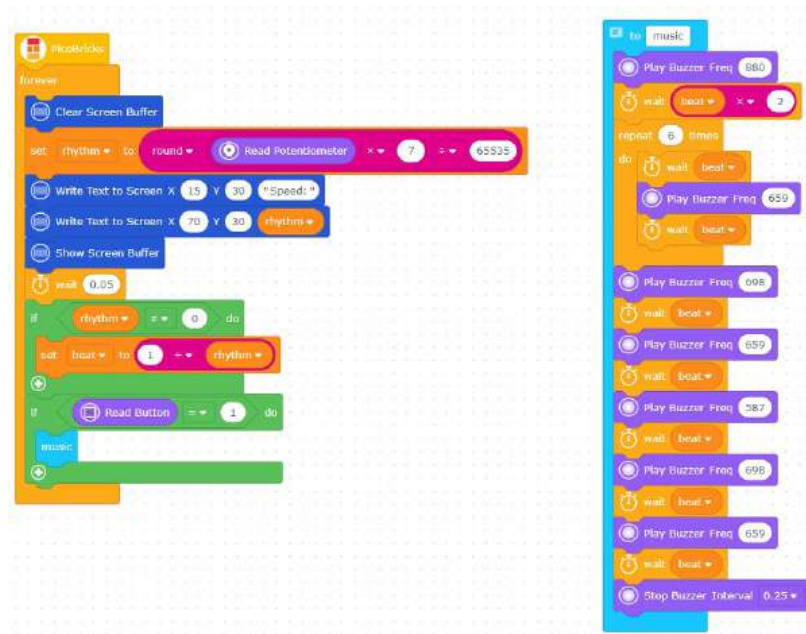 PicoBricks
forever
Clear Screen Buffer
set rhythm to round Read Potentiometer × 7 ÷ 65535
Write Text to Screen X 15 Y 30 "Speed: "
Write Text to Screen X 70 Y 30 rhythm
Show Screen Buffer
wait 0.05
if rhythm 0 do
set beat to 1 ÷ rhythm
if Read Button = 1 do
music
to music
Play Buzzer Freq 880
wait beat × 2
repeat 6 times
do wait beat
Play Buzzer Freq 659
wait beat
Play Buzzer Freq 698
wait beat
Play Buzzer Freq 659
wait beat
Play Buzzer Freq 587
wait beat
Play Buzzer Freq 698
wait beat
Play Buzzer Freq 659
wait beat
Stop Buzzer Interval 0.25